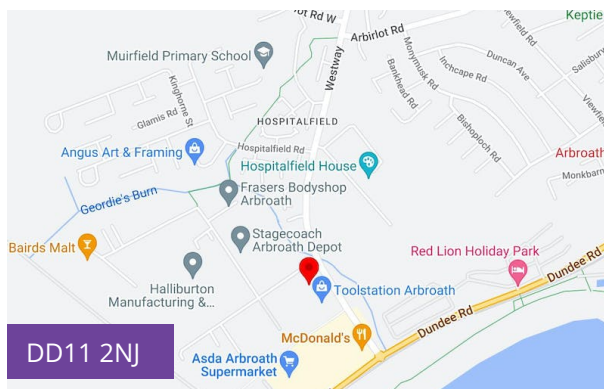 lot Rd W
Arbirlot Rd
Keptie
Muirfield Primary School
Westway
Monymusk Rd
Bankhead Rd
Inchcape Rd
Duncan Ave
Viewfield Rd
Salisbury
Kinghorne St
Glamis Rd
HOSPITALFIELD
Bishoploch Rd
Viewfi
Angus Art & Framing
Hospitalfield Rd
Hospitalfield House
Arbroath
Monkbarn
Geordie's Burn
Frasers Bodyshop
Arbroath
Bairds Malt
Stagecoach
Arbroath Depot
Red Lion Holiday Park
Dundee Rd
Halliburton
Manufacturing &...
Toolstation Arbroath
McDonald's
Dundee Rd
Asda Arbroath
Supermarket
DD11 2NJ